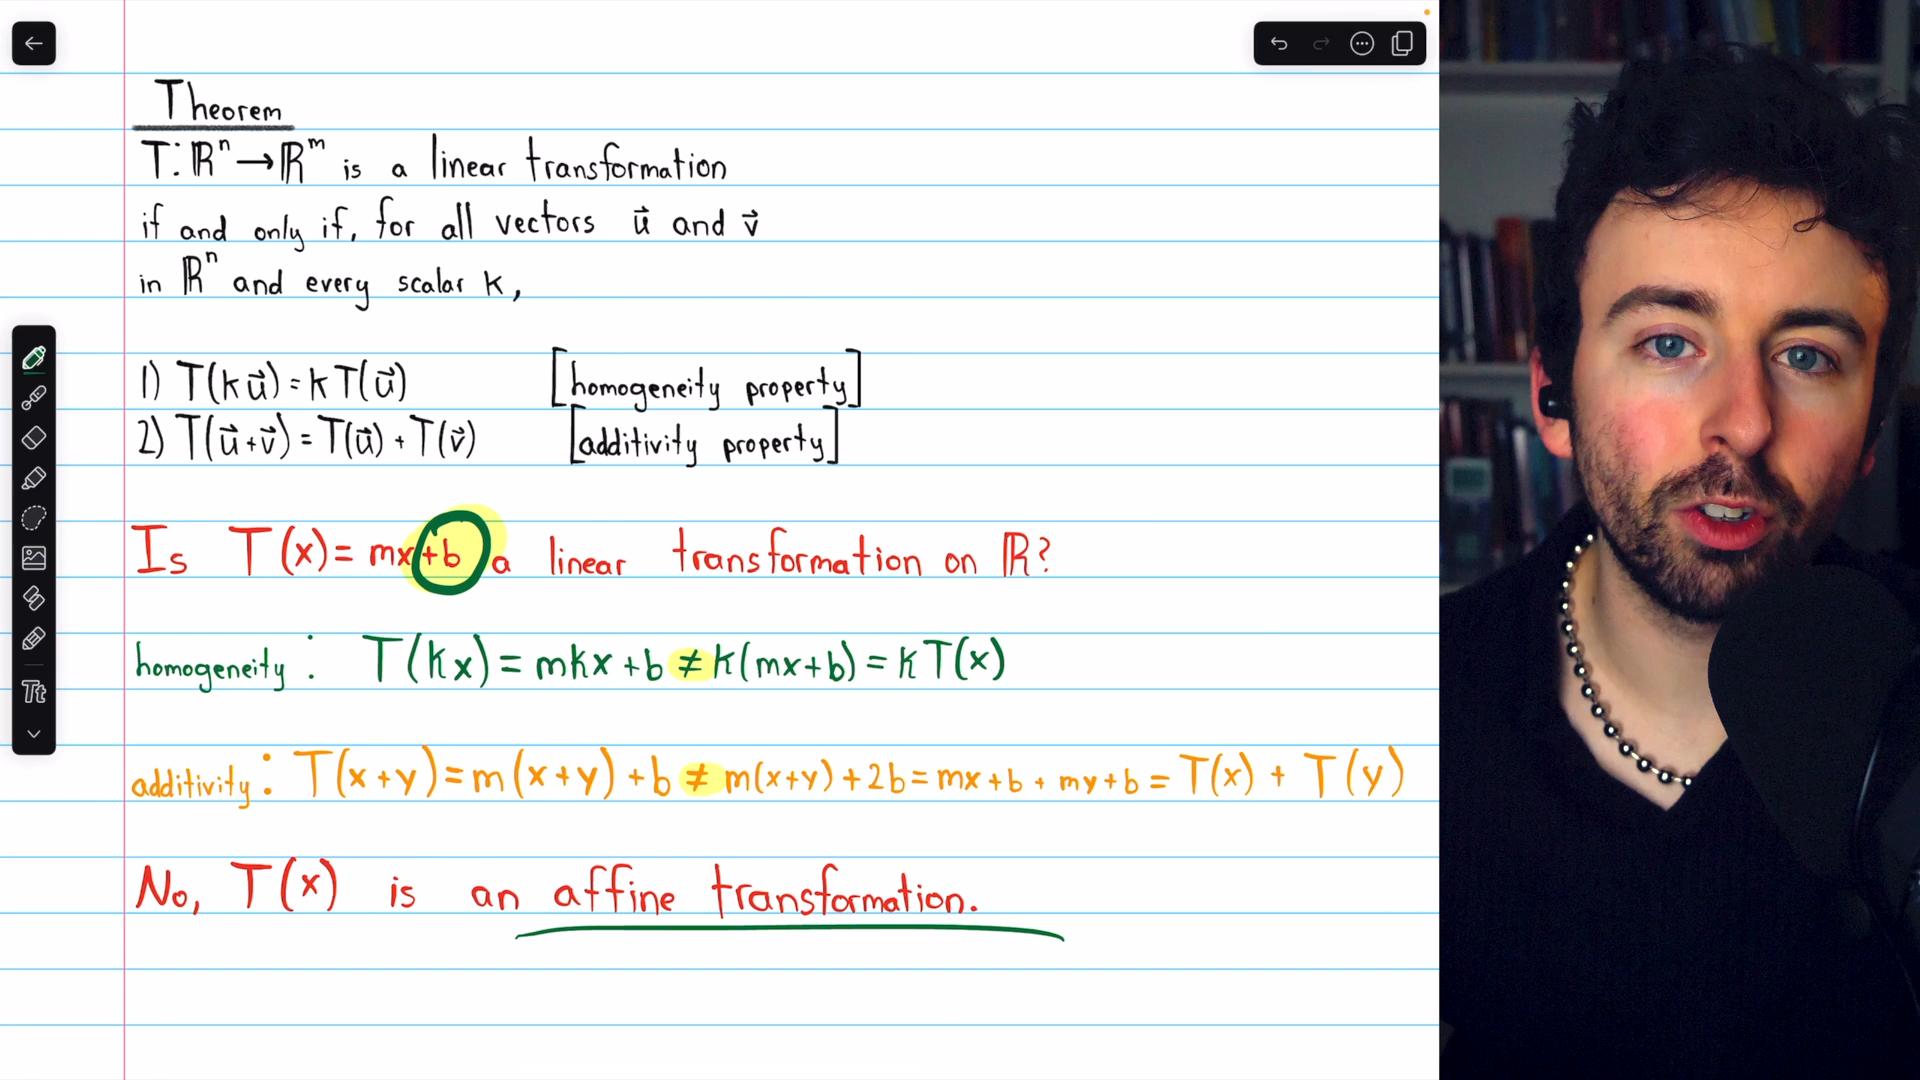 Theorem
T: ℝⁿ → ℝᵐ is a linear transformation
if and only if, for all vectors u⃗ and v⃗
in ℝⁿ and every scalar k,
1) T(ku⃗) = kT(u⃗) [homogeneity property]
2) T(u⃗+v⃗) = T(u⃗) + T(v⃗) [additivity property]
Is T(x) = mx+b a linear transformation on ℝ?
homogeneity: T(kx) = mkx + b ≠ k(mx+b) = kT(x)
additivity: T(x+y) = m(x+y) + b ≠ m(x+y) + 2b = mx+b + my+b = T(x) + T(y)
No, T(x) is an affine transformation.
Tt